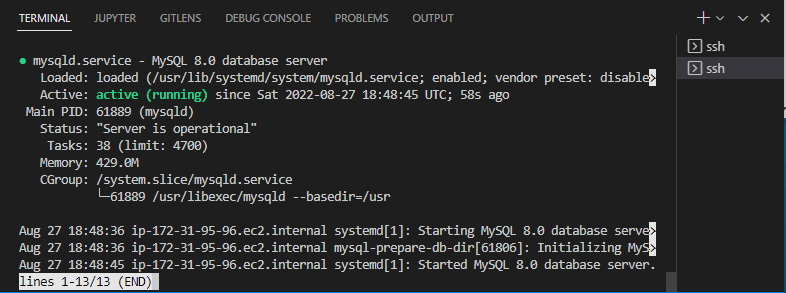 TERMINAL JUPYTER GITLENS DEBUG CONSOLE PROBLEMS OUTPUT
● mysqld.service - MySQL 8.0 database server
Loaded: loaded (/usr/lib/systemd/system/mysqld.service; enabled; vendor preset: disable>
Active: active (running) since Sat 2022-08-27 18:48:45 UTC; 58s ago
Main PID: 61889 (mysqld)
Status: "Server is operational"
Tasks: 38 (limit: 4700)
Memory: 429.0M
CGroup: /system.slice/mysqld.service
└─61889 /usr/libexec/mysqld --basedir=/usr
Aug 27 18:48:36 ip-172-31-95-96.ec2.internal systemd[1]: Starting MySQL 8.0 database serve>
Aug 27 18:48:36 ip-172-31-95-96.ec2.internal mysql-prepare-db-dir[61806]: Initializing MyS>
Aug 27 18:48:45 ip-172-31-95-96.ec2.internal systemd[1]: Started MySQL 8.0 database server.
lines 1-13/13 (END)
ssh
ssh